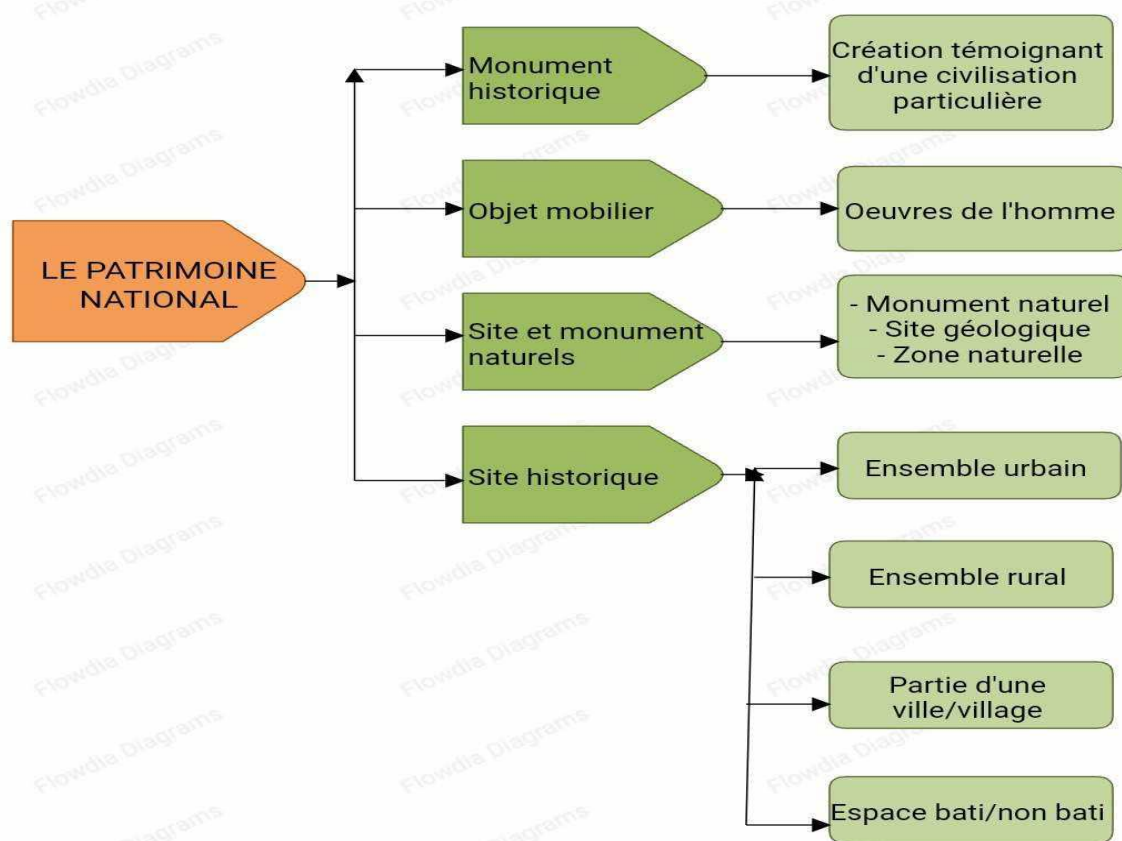 LE PATRIMOINE
NATIONAL
Monument
historique
Création témoignant
d'une civilisation
particulière
Objet mobilier
Oeuvres de l'homme
Site et monument
naturels
- Monument naturel
- Site géologique
- Zone naturelle
Site historique
Ensemble urbain
Ensemble rural
Partie d'une
ville/village
Espace bati/non bati
Flowdia Diagrams